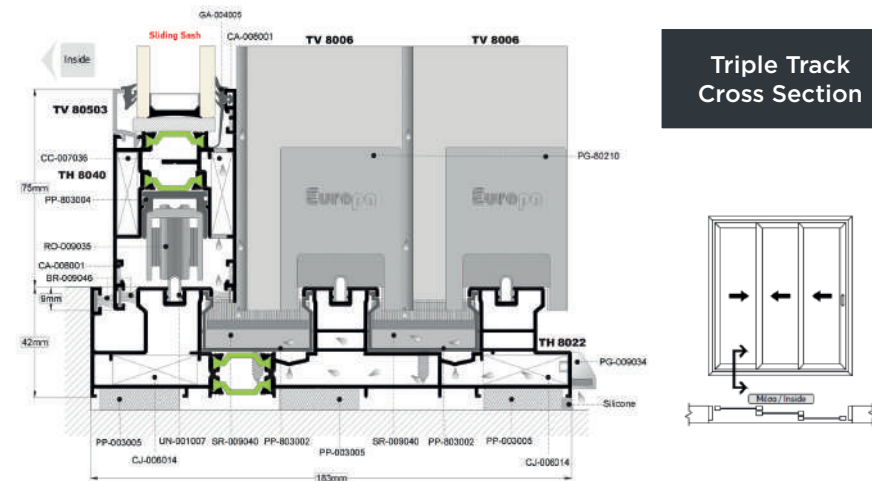 GA-004005
Sliding Sash
CA-008001
TV 8006
TV 8006
Inside
Triple Track
Cross Section
TV 80503
CC-007036
PG-80210
TH 8040
75mm
Europa
Europa
PP-803004
RO-009035
CA-008001
BR-009046
9mm
42mm
TH 8022
PG-009034
Μέσα / Inside
Silicone
PP-003005
UN-001007
SR-009040
PP-803002
PP-003005
SR-009040
PP-803002
PP-003005
CJ-006014
CJ-006014
183mm